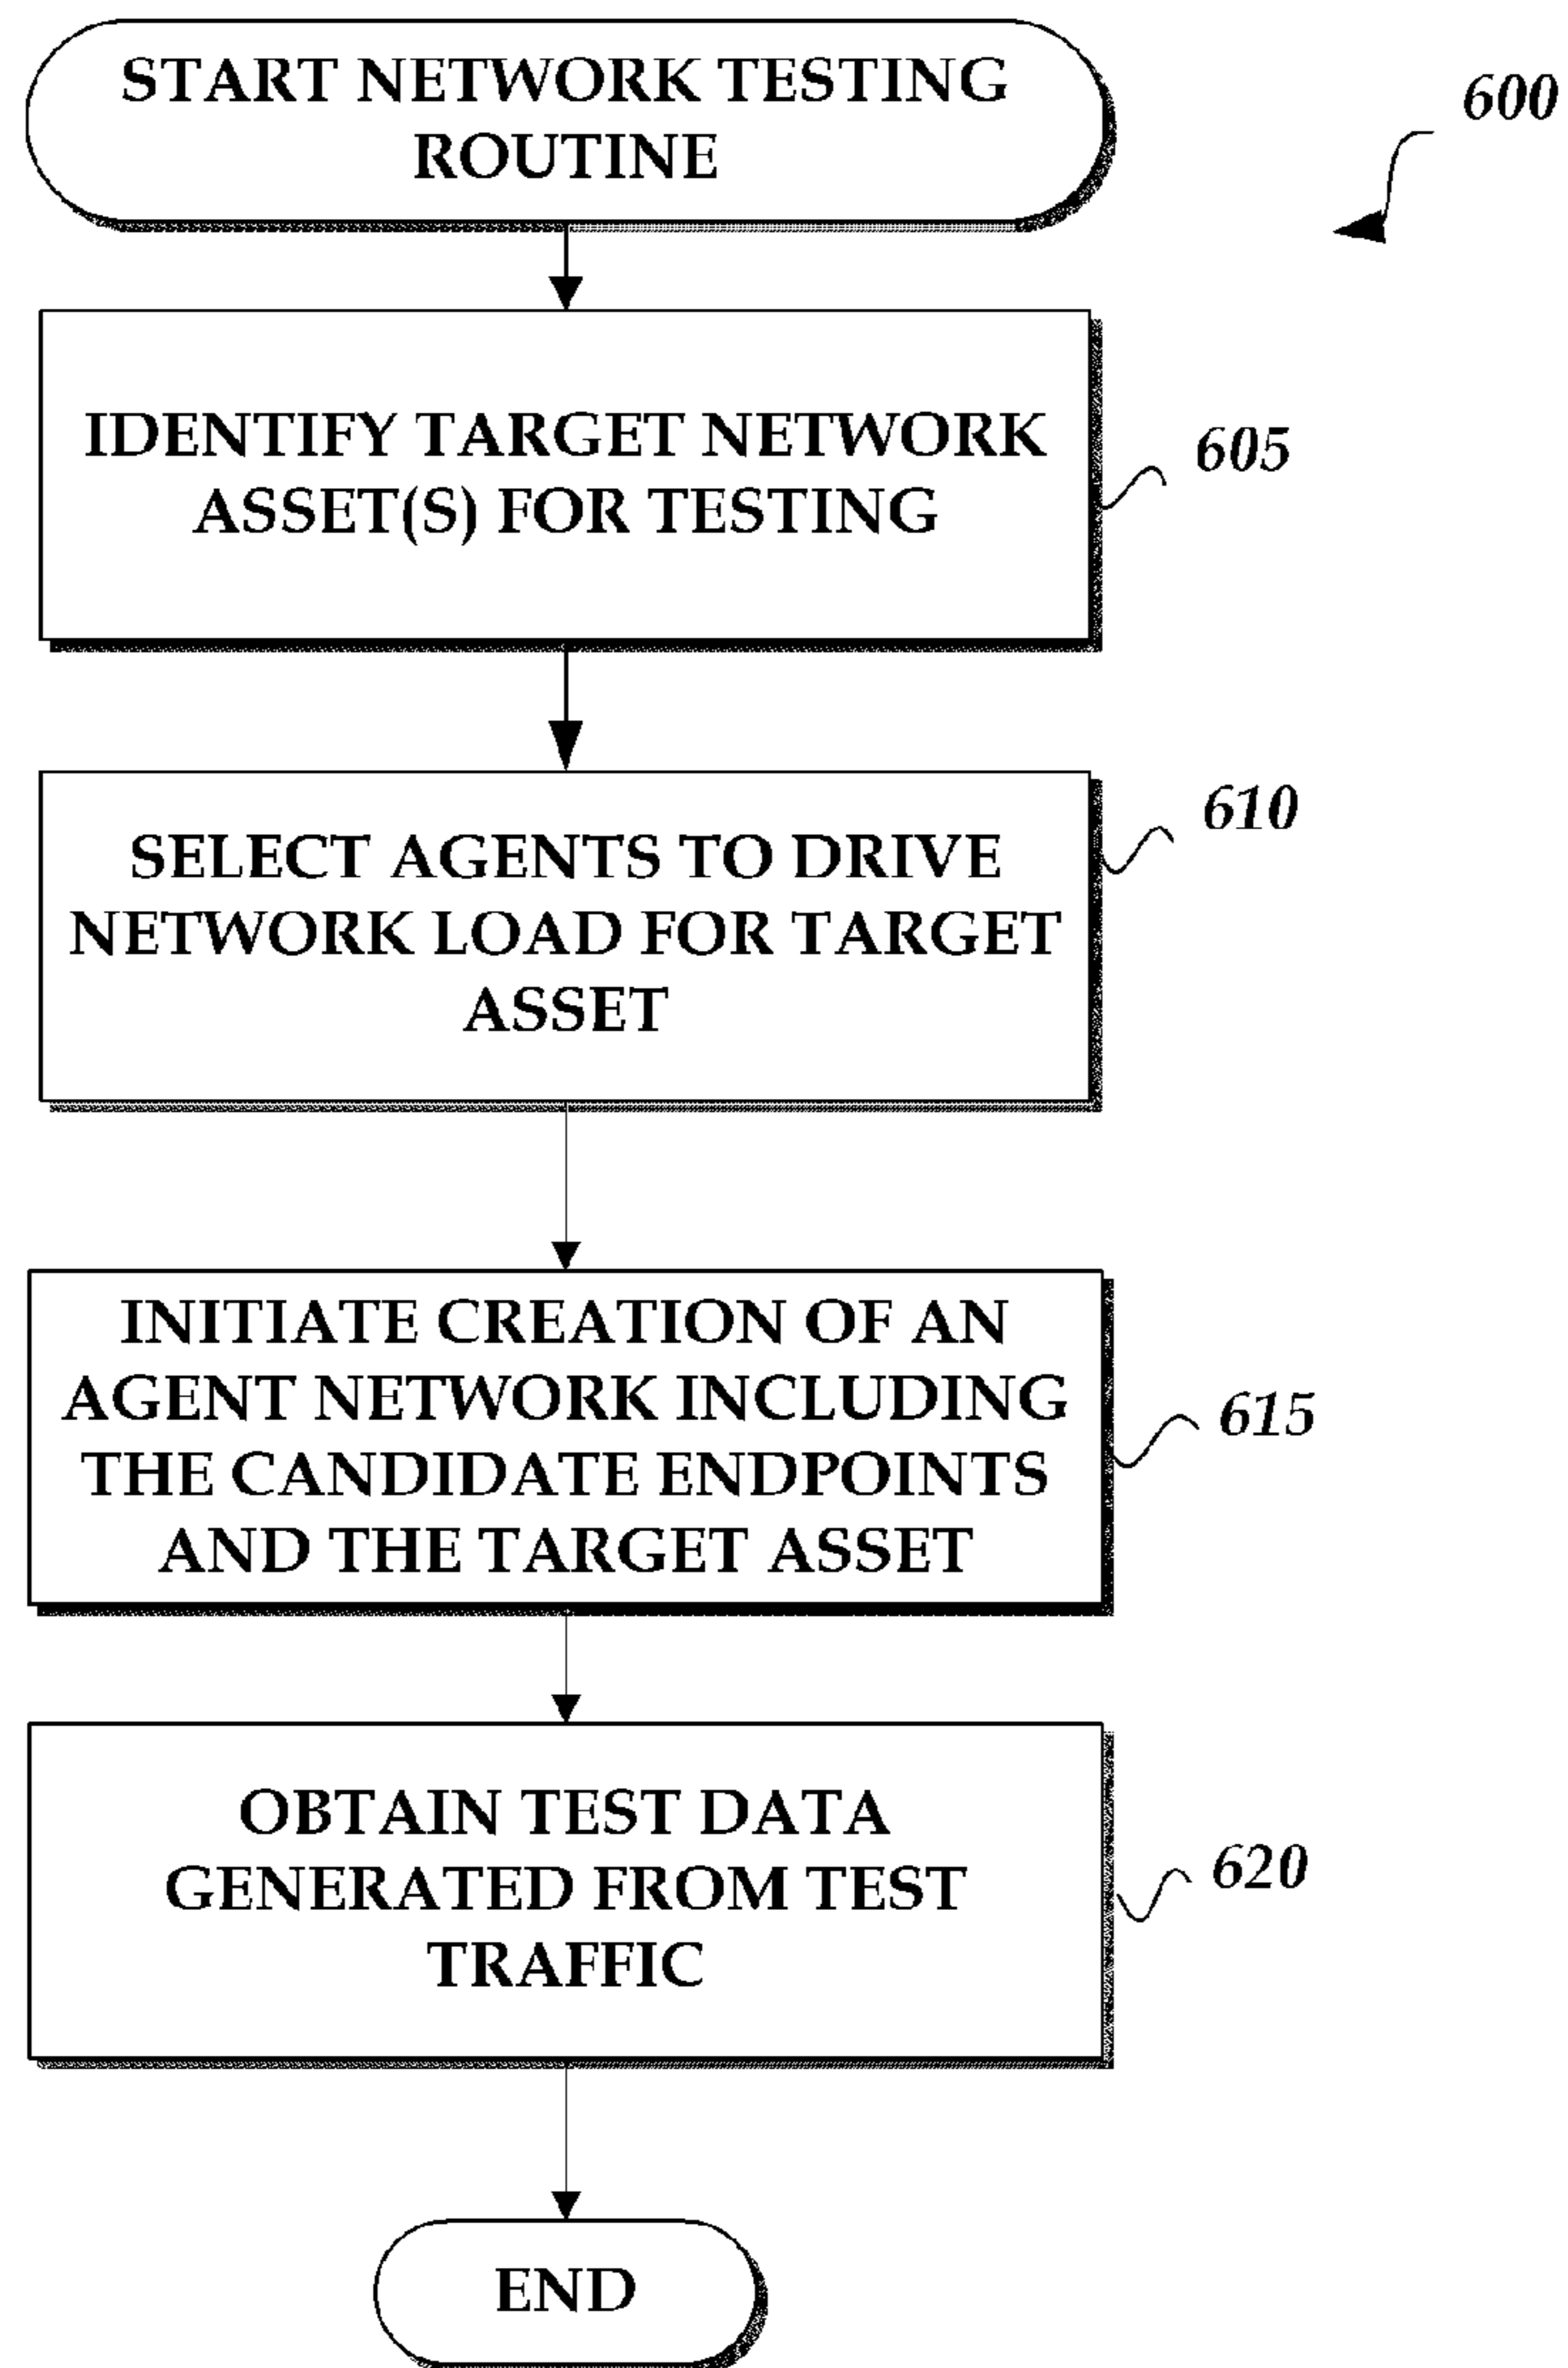 START NETWORK TESTING
ROUTINE
600
IDENTIFY TARGET NETWORK
ASSET(S) FOR TESTING
605
SELECT AGENTS TO DRIVE
NETWORK LOAD FOR TARGET
ASSET
610
INITIATE CREATION OF AN
AGENT NETWORK INCLUDING
THE CANDIDATE ENDPOINTS
AND THE TARGET ASSET
615
OBTAIN TEST DATA
GENERATED FROM TEST
TRAFFIC
620
END